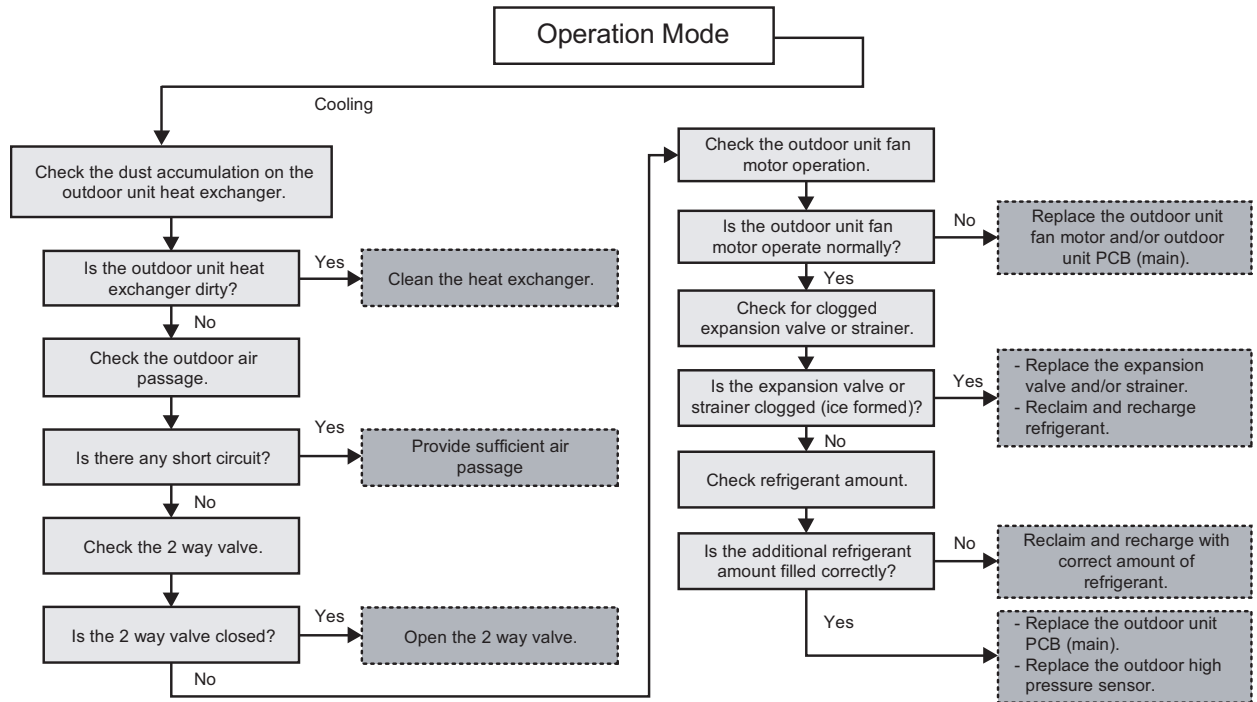 Operation Mode
Cooling
Check the dust accumulation on the
outdoor unit heat exchanger.
Is the outdoor unit heat
exchanger dirty?
Yes
Clean the heat exchanger.
No
Check the outdoor air
passage.
Is there any short circuit?
Yes
Provide sufficient air
passage
No
Check the 2 way valve.
Is the 2 way valve closed?
Yes
Open the 2 way valve.
No
Check the outdoor unit fan
motor operation.
Is the outdoor unit fan
motor operate normally?
No
Replace the outdoor unit
fan motor and/or outdoor
unit PCB (main).
Yes
Check for clogged
expansion valve or strainer.
Is the expansion valve or
strainer clogged (ice formed)?
Yes
- Replace the expansion
valve and/or strainer.
- Reclaim and recharge
refrigerant.
No
Check refrigerant amount.
Is the additional refrigerant
amount filled correctly?
No
Reclaim and recharge with
correct amount of
refrigerant.
Yes
- Replace the outdoor unit
PCB (main).
- Replace the outdoor high
pressure sensor.